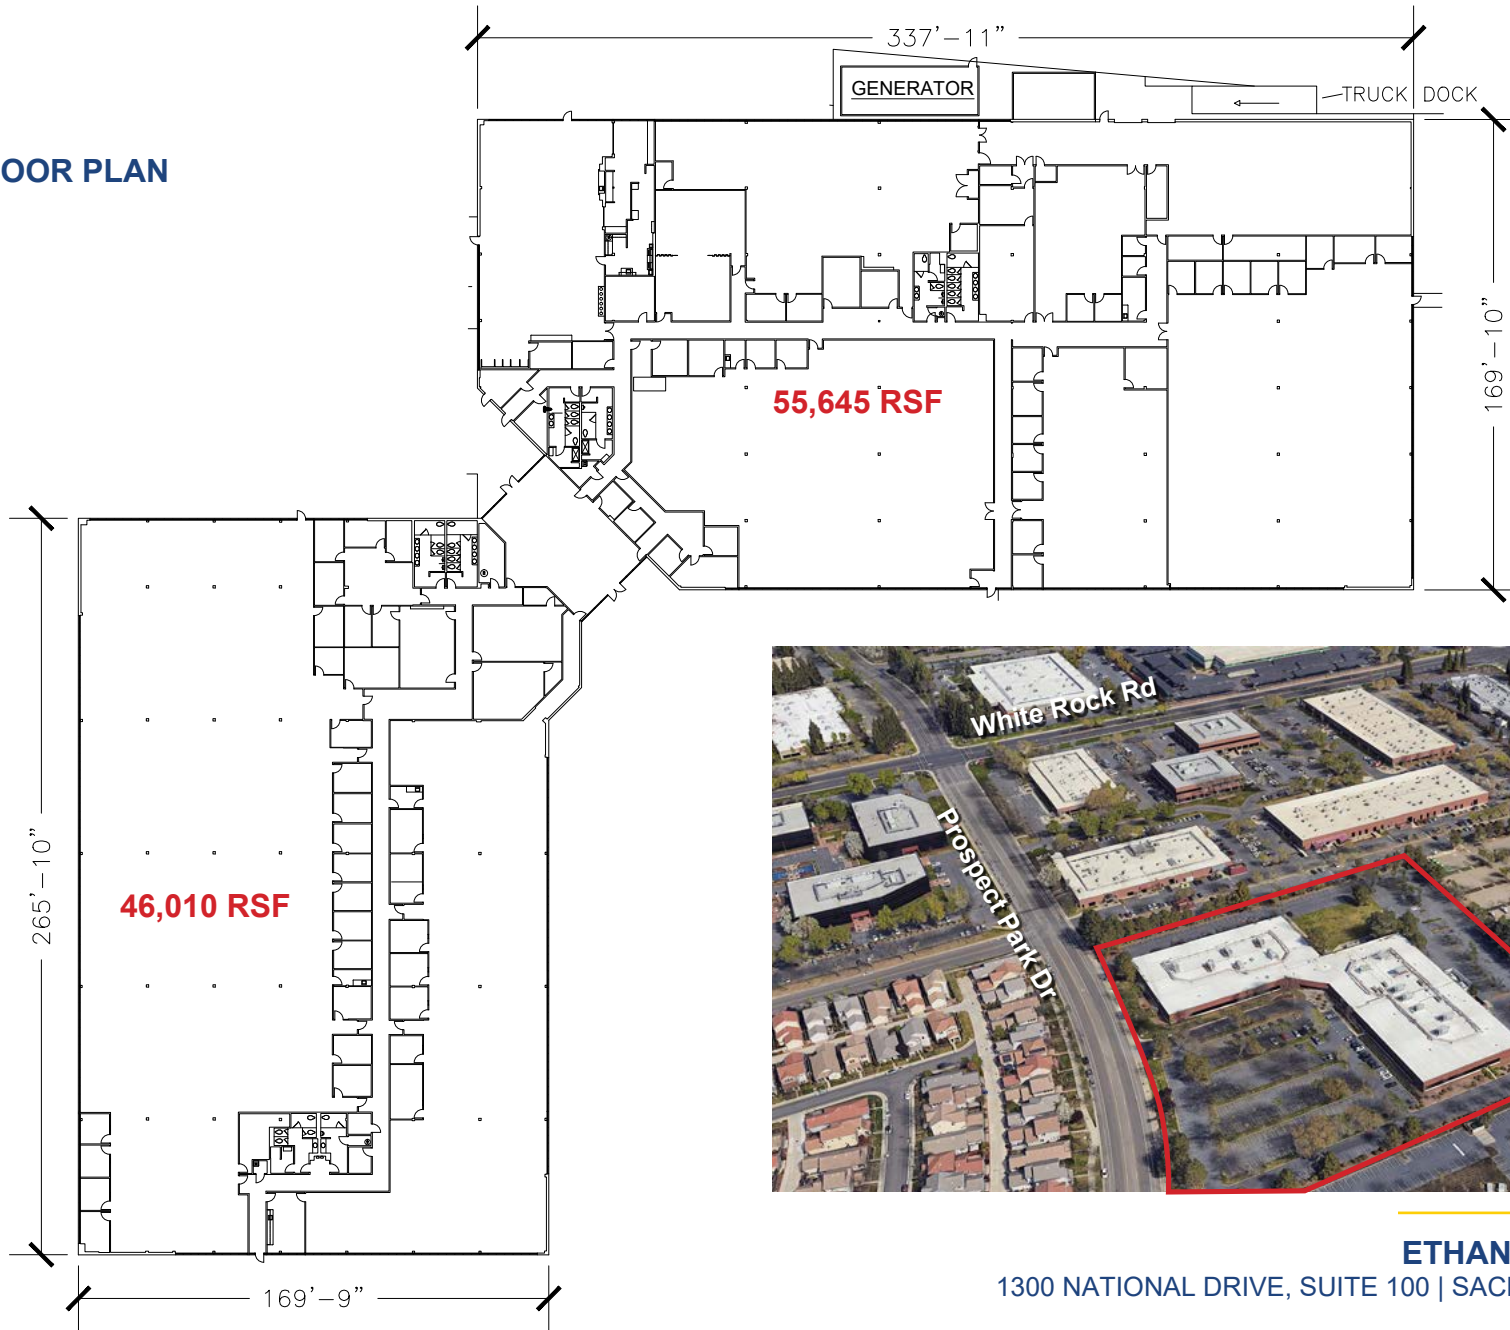 337'-11"
GENERATOR
TRUCK DOCK
OOR PLAN
169'-10"
55,645 RSF
265'-10"
46,010 RSF
White Rock Rd
Prospect Park Dr
169'-9"
ETHAN
1300 NATIONAL DRIVE, SUITE 100 | SAC